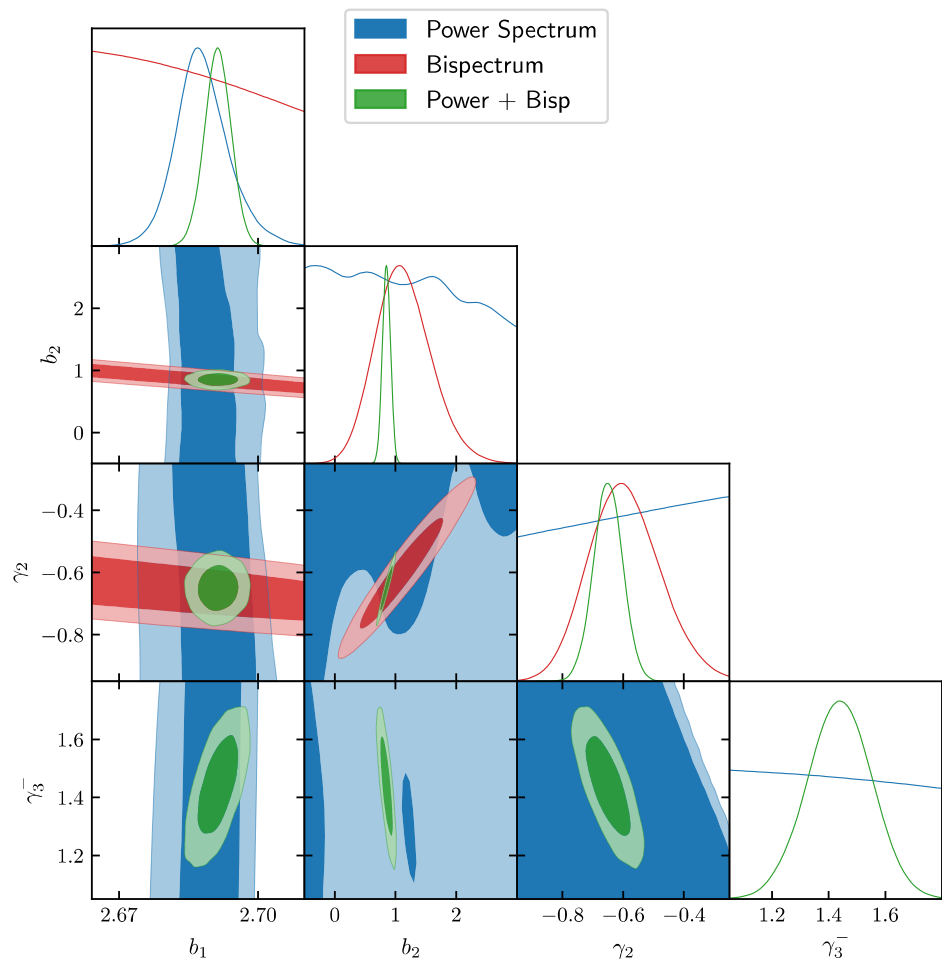 Power Spectrum
Bispectrum
Power + Bisp
b₂
2
1
0
γ₂
−0.4
−0.6
−0.8
γ₃⁻
1.6
1.4
1.2
2.67 2.70 0 1 2 −0.8 −0.6 −0.4 1.2 1.4 1.6
b₁ b₂ γ₂ γ₃⁻